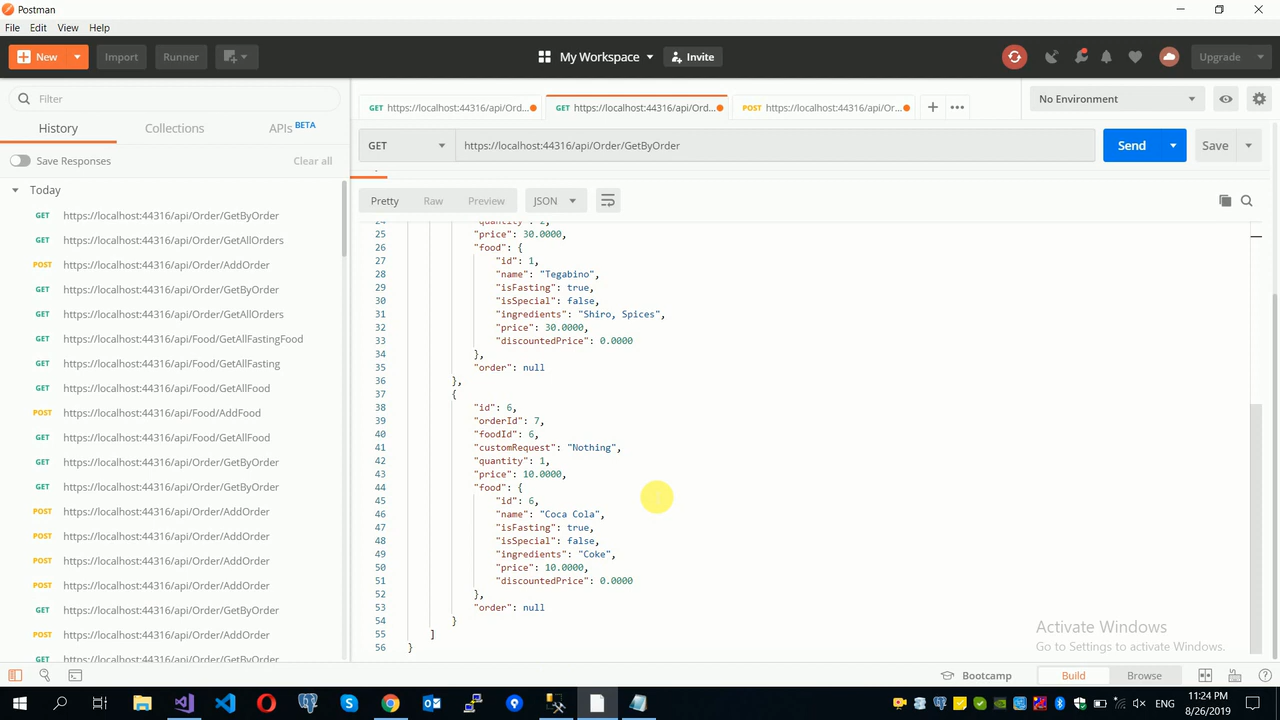 Postman
File Edit View Help
New Import Runner My Workspace Invite Upgrade
Filter
History Collections APIs BETA
Save Responses Clear all
Today
GET https://localhost:44316/api/Order/GetByOrder
GET https://localhost:44316/api/Order/GetAllOrders
POST https://localhost:44316/api/Order/AddOrder
GET https://localhost:44316/api/Order/GetByOrder
GET https://localhost:44316/api/Order/GetAllOrders
GET https://localhost:44316/api/Food/GetAllFastingFood
GET https://localhost:44316/api/Food/GetAllFasting
GET https://localhost:44316/api/Food/GetAllFood
POST https://localhost:44316/api/Food/AddFood
GET https://localhost:44316/api/Food/GetAllFood
GET https://localhost:44316/api/Order/GetByOrder
GET https://localhost:44316/api/Order/GetByOrder
POST https://localhost:44316/api/Order/AddOrder
POST https://localhost:44316/api/Order/AddOrder
POST https://localhost:44316/api/Order/AddOrder
POST https://localhost:44316/api/Order/AddOrder
GET https://localhost:44316/api/Order/GetByOrder
POST https://localhost:44316/api/Order/AddOrder
GET https://localhost:44316/api/Order/GetByOrder
GET https://localhost:44316/api/Ord... GET https://localhost:44316/api/Ord... POST https://localhost:44316/api/Or... No Environment
GET https://localhost:44316/api/Order/GetByOrder Send Save
Pretty Raw Preview JSON
24 "quantity": 2,
25 "price": 30.0000,
26 "food": {
27 "id": 1,
28 "name": "Tegabino",
29 "isFasting": true,
30 "isSpecial": false,
31 "ingredients": "Shiro, Spices",
32 "price": 30.0000,
33 "discountedPrice": 0.0000
34 },
35 "order": null
36 },
37 {
38 "id": 6,
39 "orderId": 7,
40 "foodId": 6,
41 "customRequest": "Nothing",
42 "quantity": 1,
43 "price": 10.0000,
44 "food": {
45 "id": 6,
46 "name": "Coca Cola",
47 "isFasting": true,
48 "isSpecial": false,
49 "ingredients": "Coke",
50 "price": 10.0000,
51 "discountedPrice": 0.0000
52 },
53 "order": null
54 }
55 ]
56 }
Activate Windows
Go to Settings to activate Windows.
Bootcamp Build Browse
ENG
11:24 PM
8/26/2019